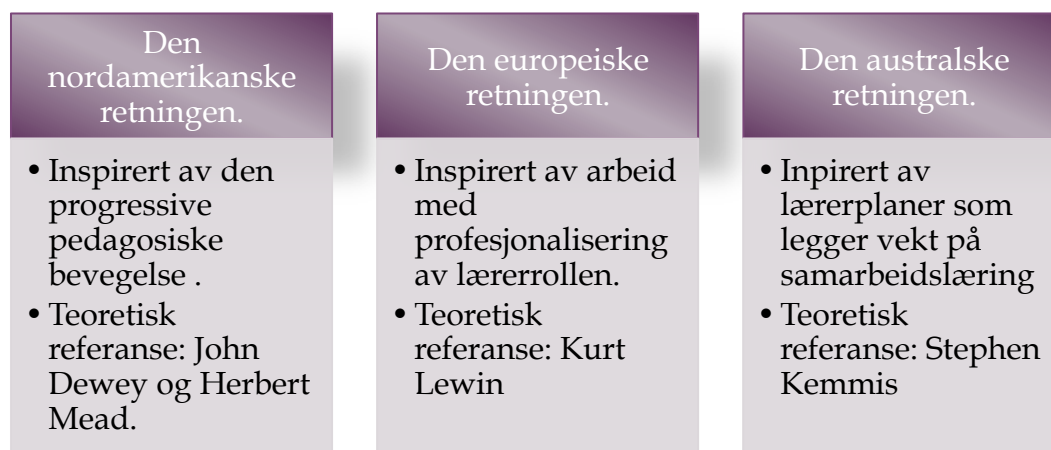 Den
nordamerikanske
retningen.
• Inspirert av den
progressive
pedagosiske
bevegelse .
• Teoretisk
referanse: John
Dewey og Herbert
Mead.
Den europeiske
retningen.
• Inspirert av arbeid
med
profesjonalisering
av lærerrollen.
• Teoretisk
referanse: Kurt
Lewin
Den australske
retningen.
• Inpirert av
lærerplaner som
legger vekt på
samarbeidslæring
• Teoretisk
referanse: Stephen
Kemmis